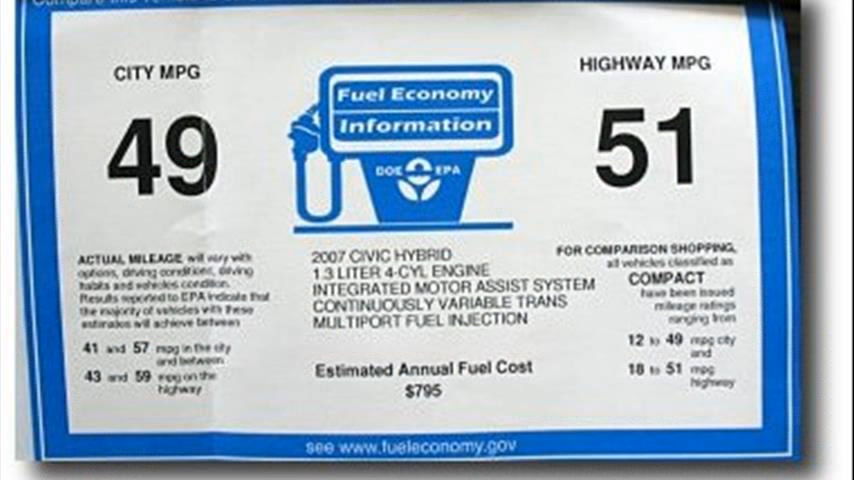 CITY MPG
49
Fuel Economy
Information
DOE EPA
HIGHWAY MPG
51
ACTUAL MILEAGE will vary with
options, driving conditions, driving
habits and vehicles condition.
Results reported to EPA indicate that
the majority of vehicles with these
estimates will achieve between
41 and 57 mpg in the city
and between
43 and 59 mpg on the
highway
2007 CIVIC HYBRID
1.3 LITER 4-CYL ENGINE
INTEGRATED MOTOR ASSIST SYSTEM
CONTINUOUSLY VARIABLE TRANS
MULTIPORT FUEL INJECTION
Estimated Annual Fuel Cost
$795
FOR COMPARISON SHOPPING,
all vehicles classified as
COMPACT
have been issued
mileage ratings
ranging from
12 to 49 mpg city
and
18 to 51 mpg
highway
see www.fueleconomy.gov